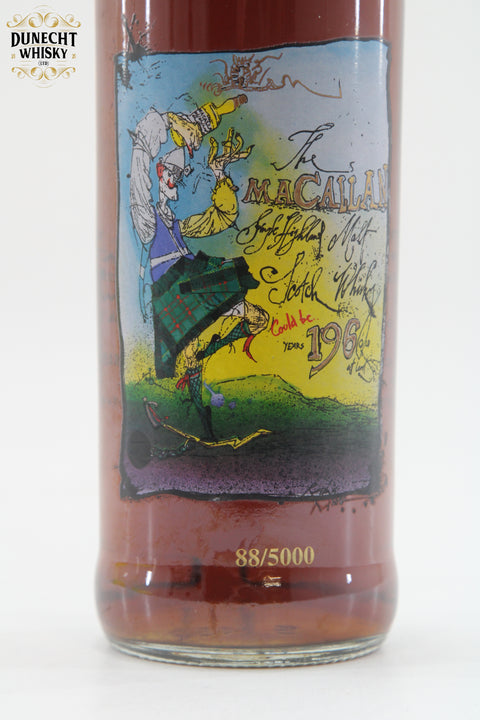 DUNECHT
WHISKY
LTD
The
MACALLAN
Single Highland Malt
Scotch Whisky
Could be
YEARS 196
88/5000